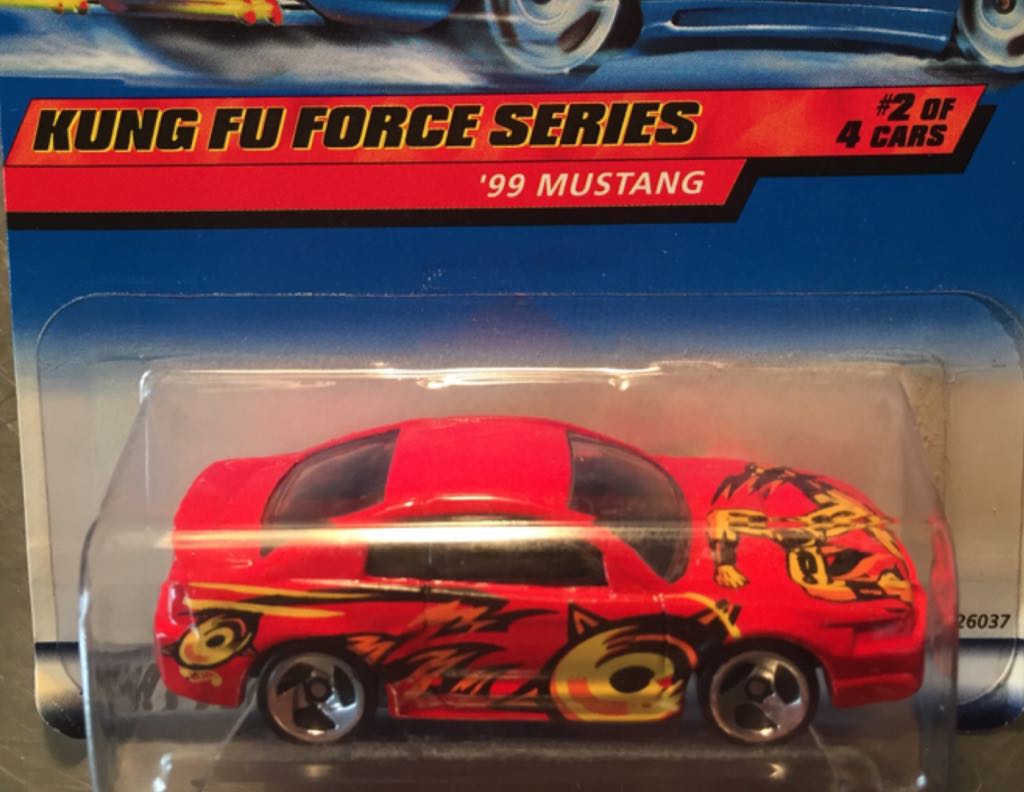 KUNG FU FORCE SERIES
#2 OF
4 CARS
'99 MUSTANG
26037